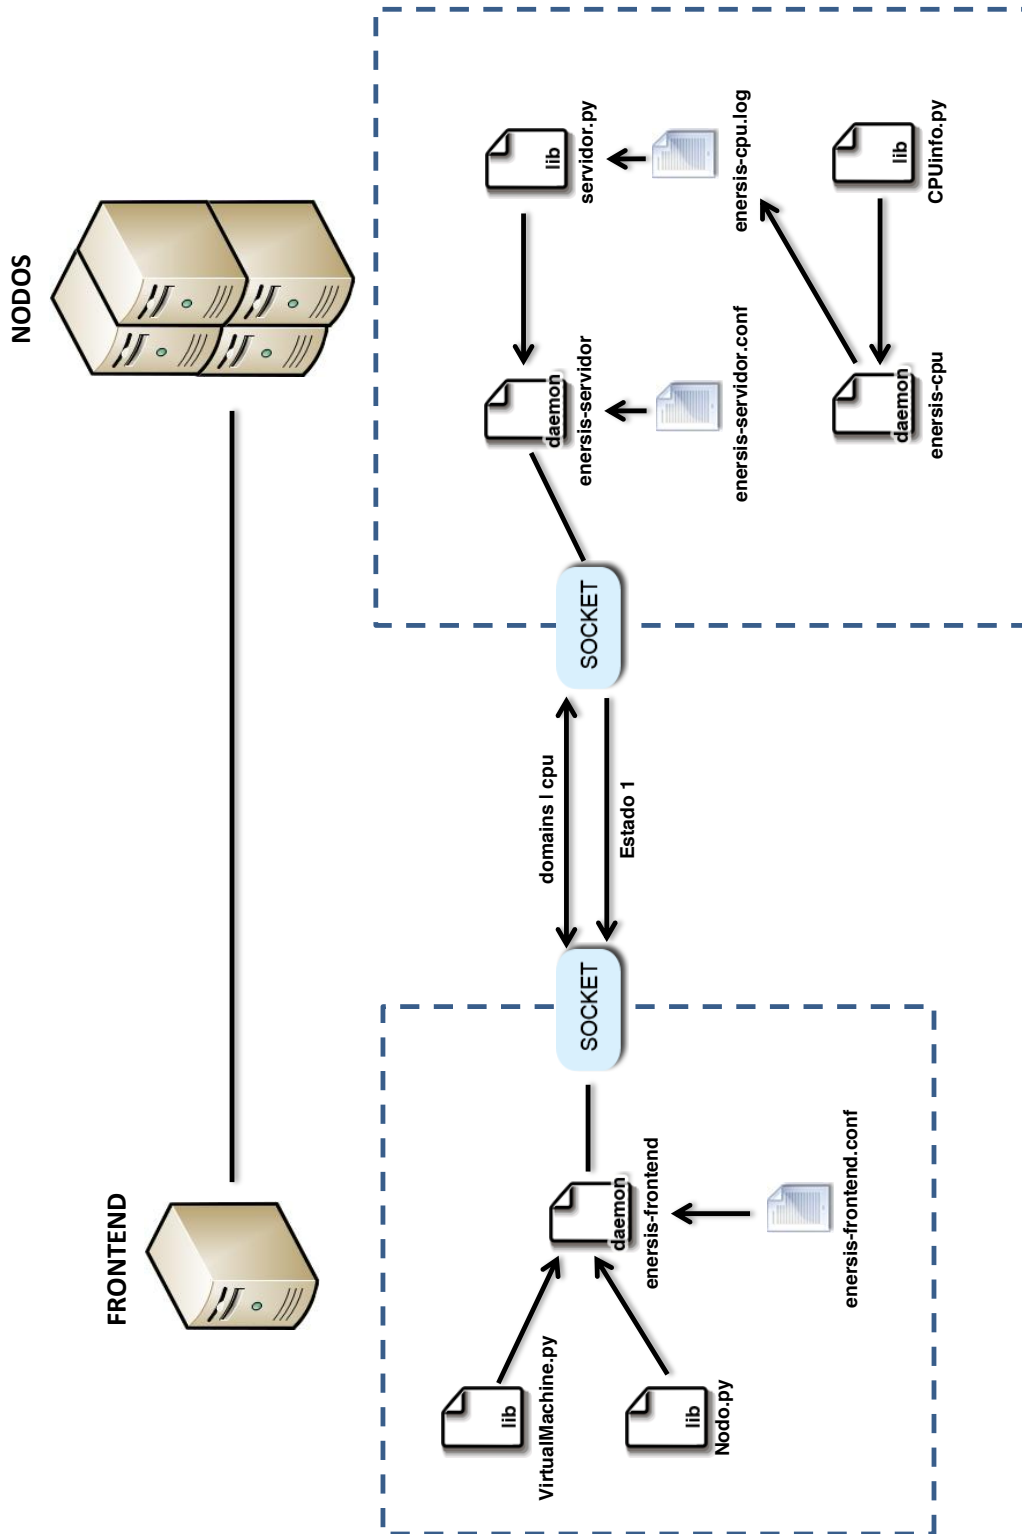 FRONTEND
NODOS
lib
VirtualMachine.py
lib
Nodo.py
daemon
enersis-frontend
enersis-frontend.conf
SOCKET
domains | cpu
Estado 1
SOCKET
daemon
enersis-servidor
enersis-servidor.conf
lib
servidor.py
enersis-cpu.log
daemon
enersis-cpu
lib
CPUinfo.py